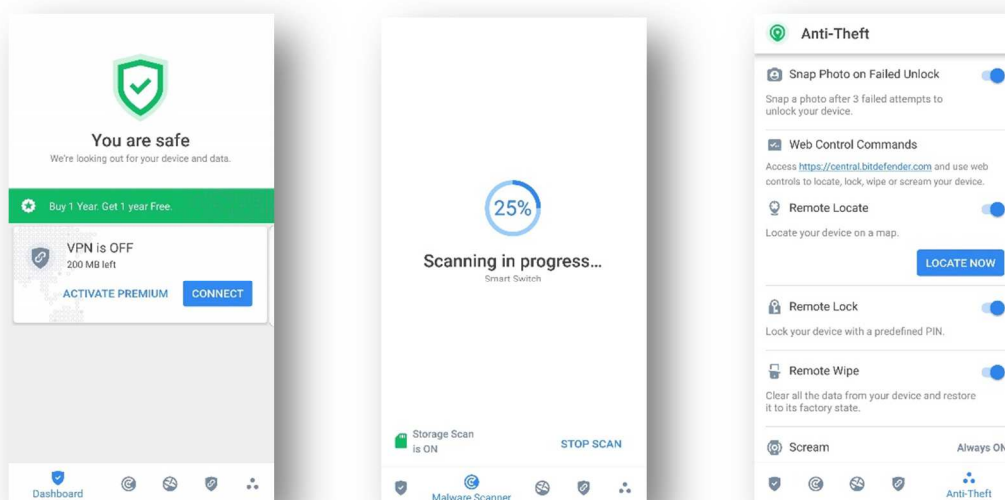 You are safe
We're looking out for your device and data.
Buy 1 Year. Get 1 year Free.
VPN is OFF
200 MB left
ACTIVATE PREMIUM
CONNECT
Dashboard
25%
Scanning in progress...
Smart Switch
Storage Scan
is ON
STOP SCAN
Malware Scanner
Anti-Theft
Snap Photo on Failed Unlock
Snap a photo after 3 failed attempts to
unlock your device.
Web Control Commands
Access https://central.bitdefender.com and use web
controls to locate, lock, wipe or scream your device.
Remote Locate
Locate your device on a map.
LOCATE NOW
Remote Lock
Lock your device with a predefined PIN.
Remote Wipe
Clear all the data from your device and restore
it to its factory state.
Scream
Always ON
Anti-Theft